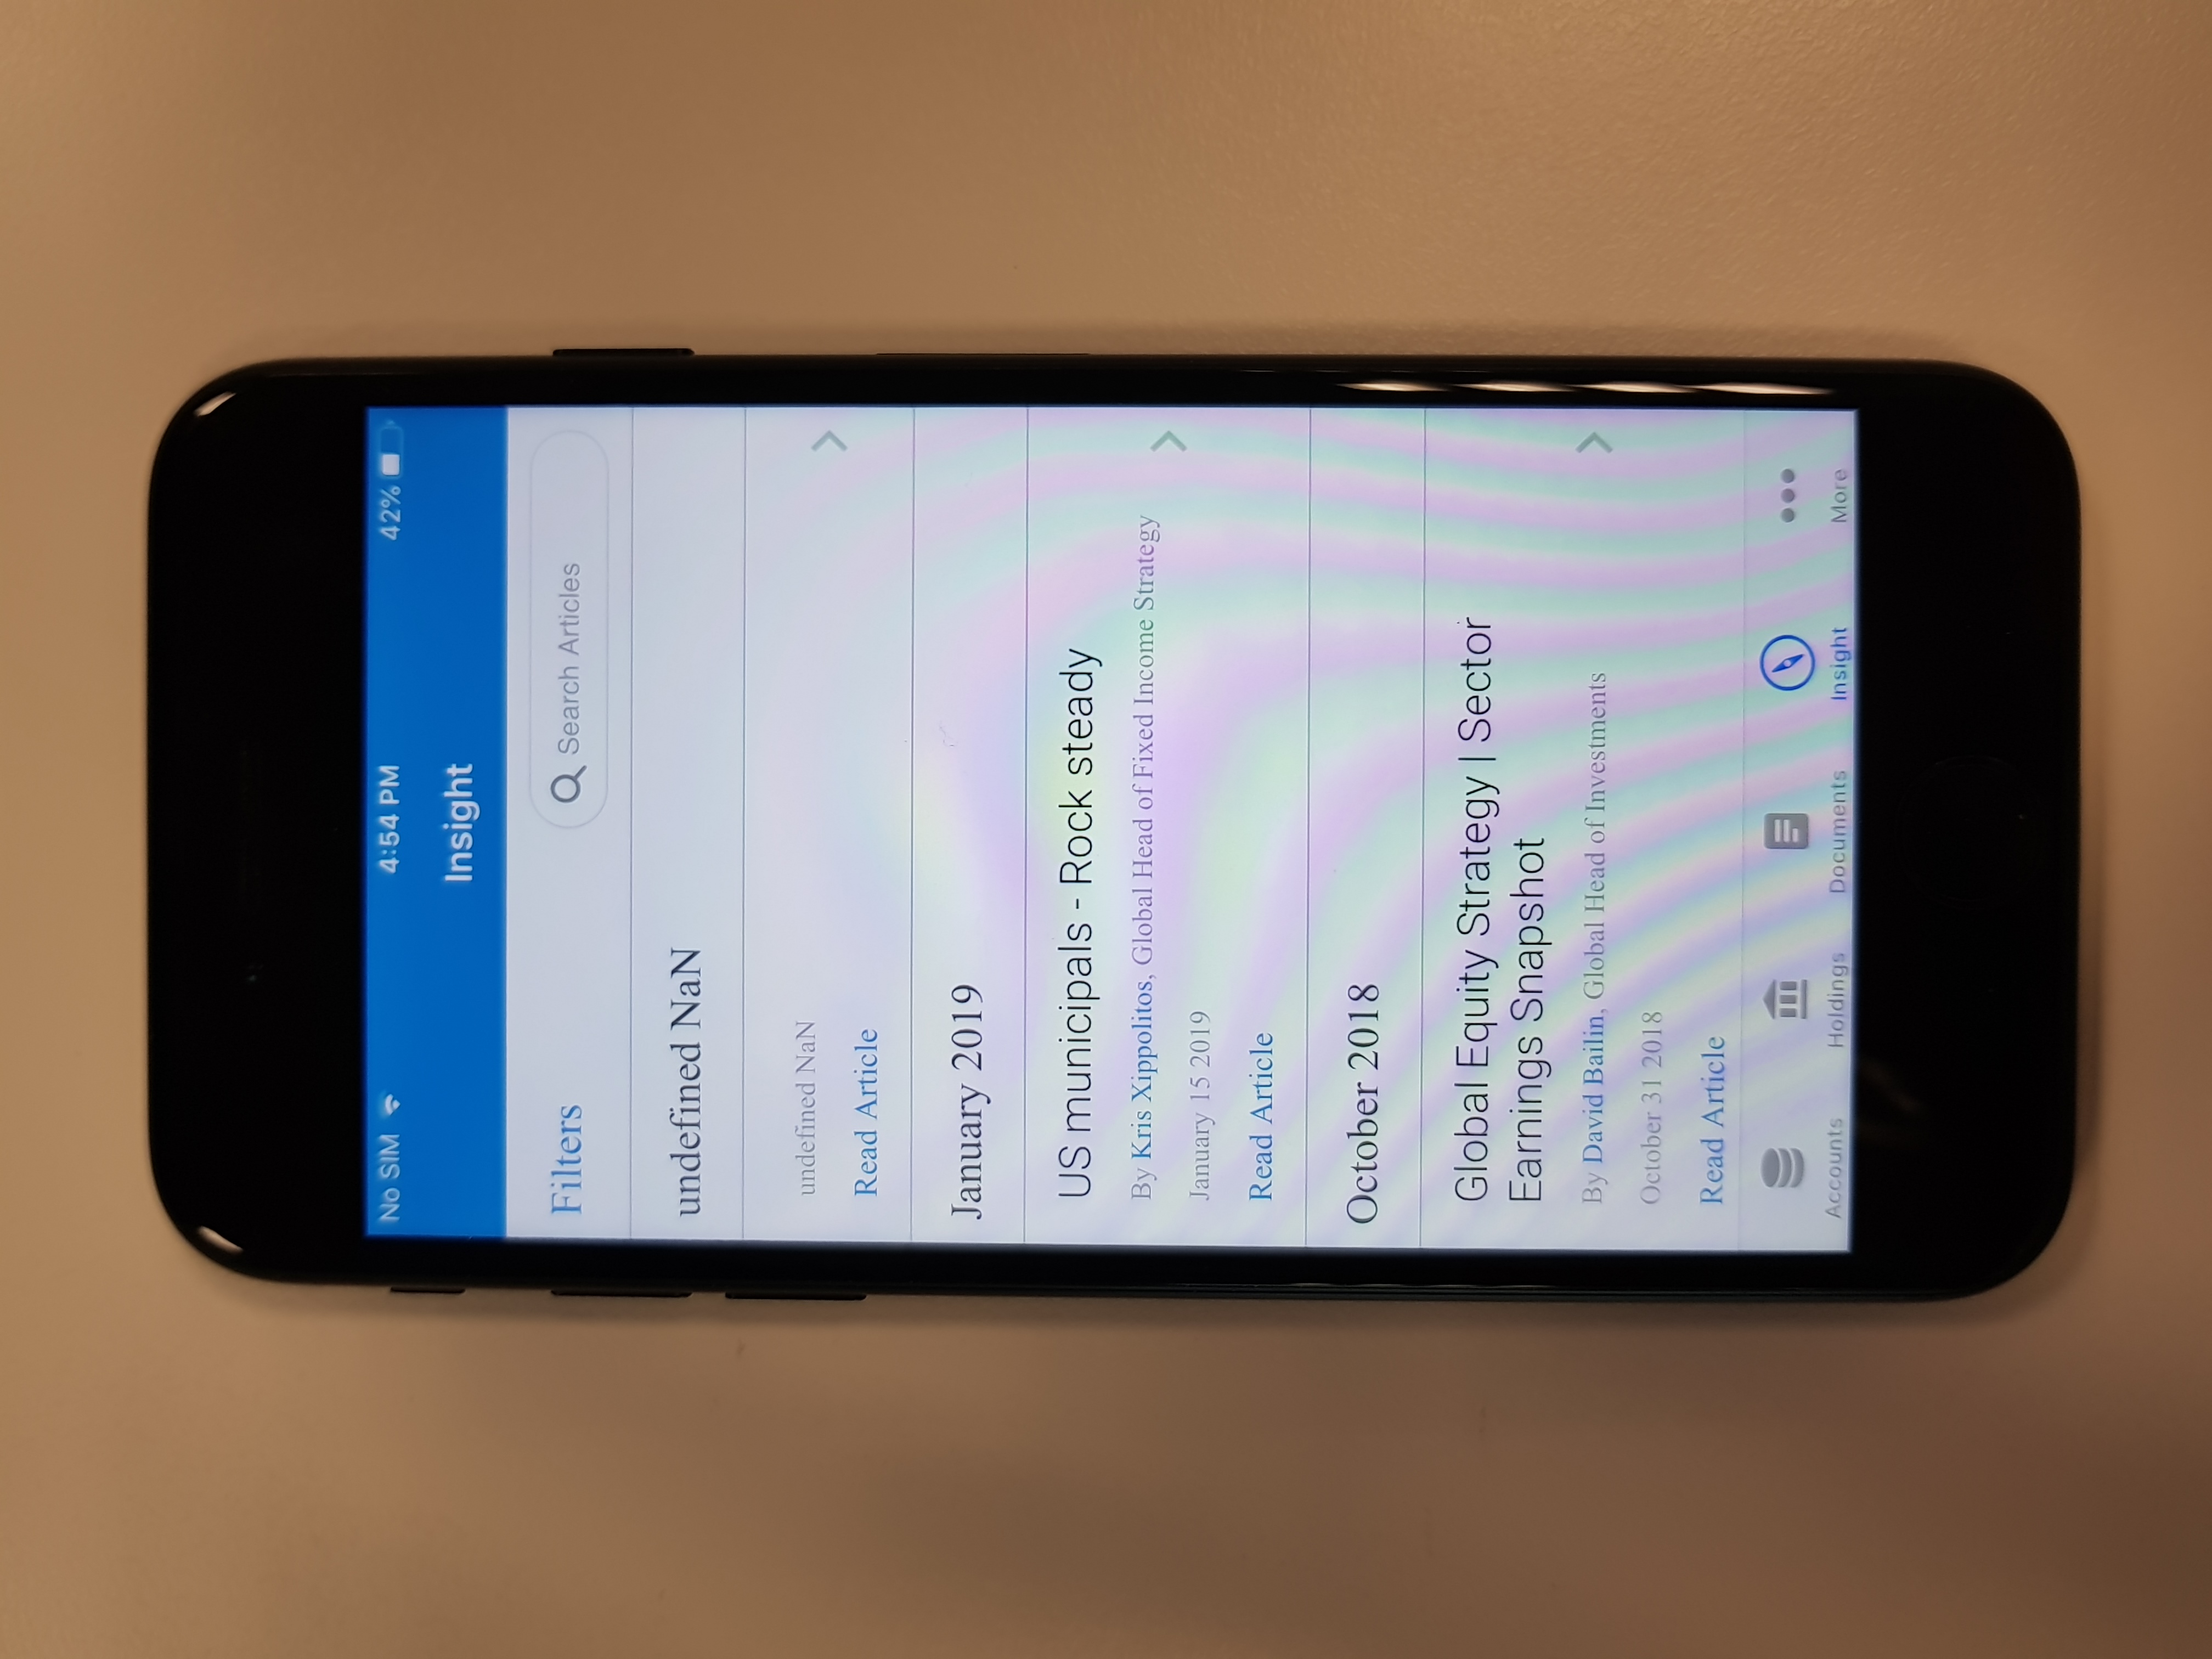 No SIM 4:54 PM 42%
Insight
Filters Search Articles
undefined NaN
undefined NaN
Read Article
January 2019
US municipals - Rock steady
By Kris Xippolitos, Global Head of Fixed Income Strategy
January 15 2019
Read Article
October 2018
Global Equity Strategy | Sector
Earnings Snapshot
By David Bailin, Global Head of Investments
October 31 2018
Read Article
Accounts Holdings Documents Insight More